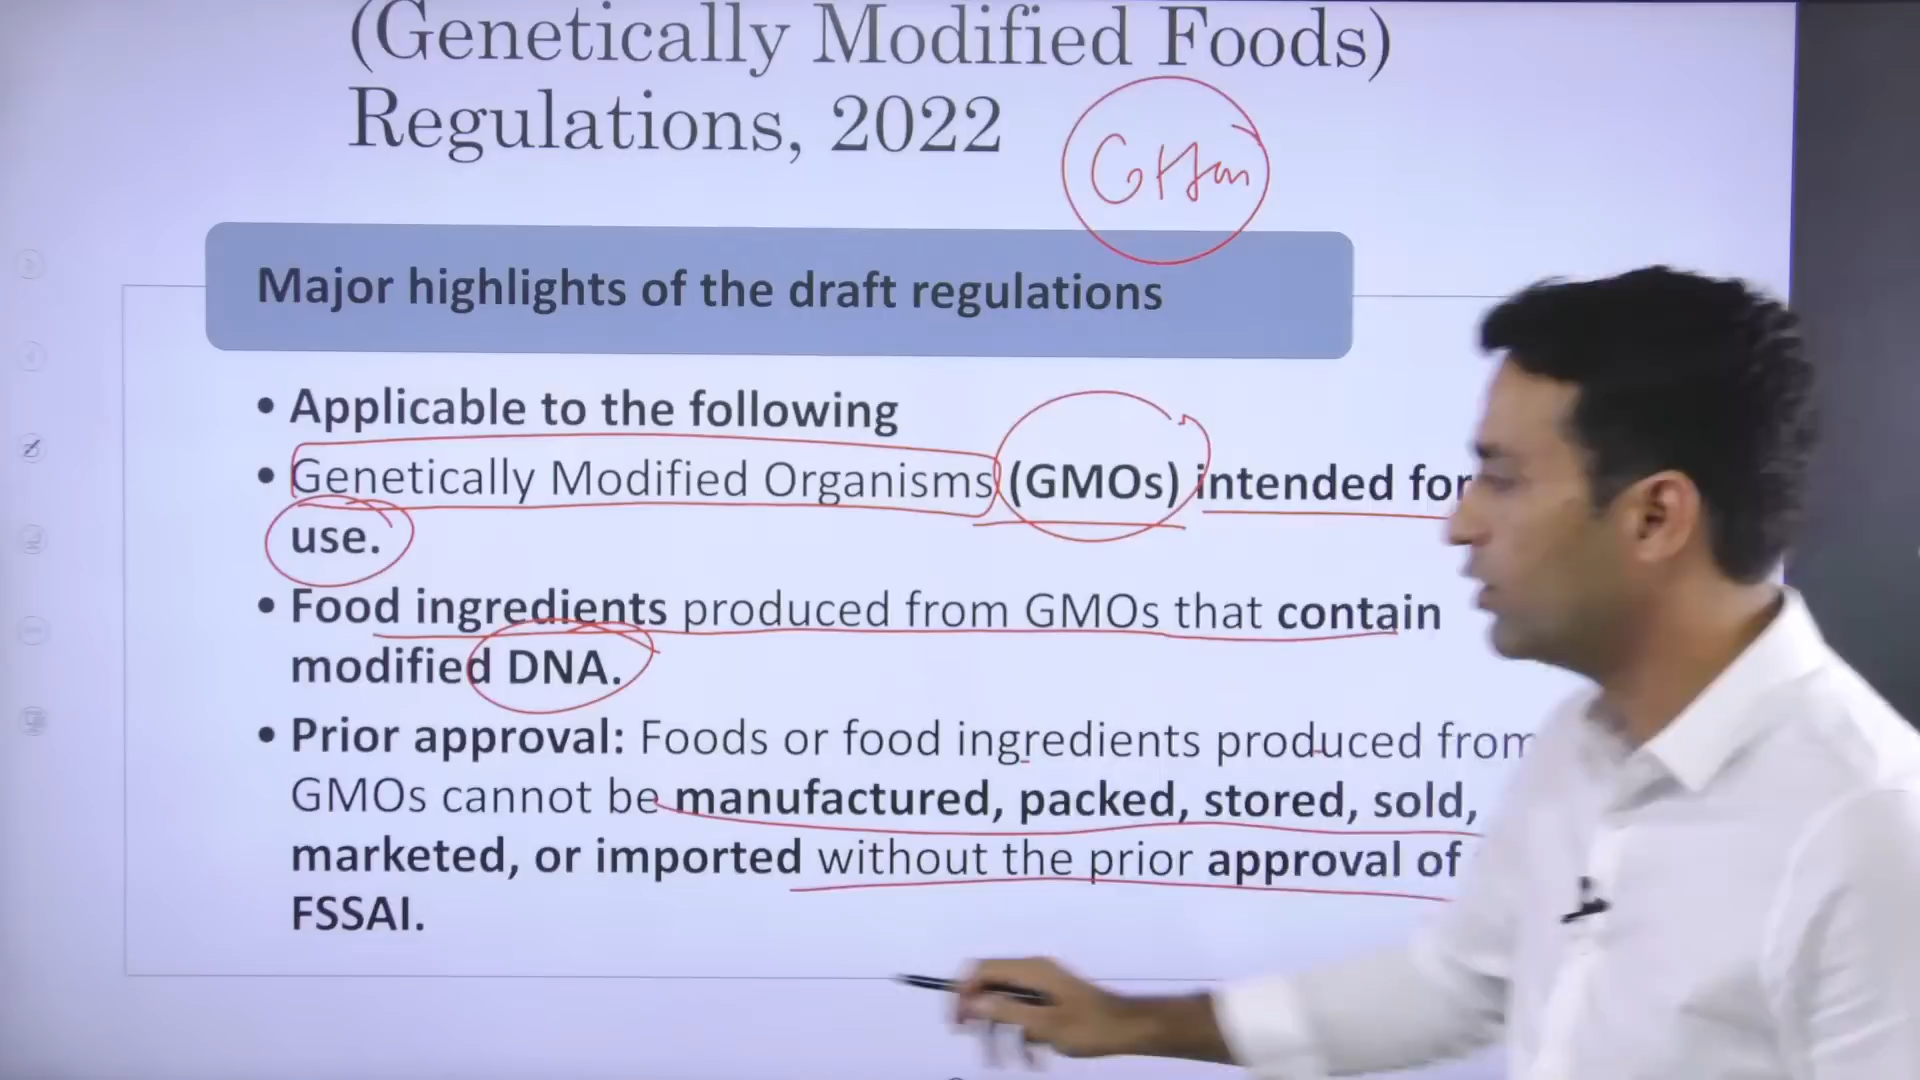 (Genetically Modified Foods)
Regulations, 2022
Major highlights of the draft regulations
• Applicable to the following
• Genetically Modified Organisms (GMOs) intended for
use.
• Food ingredients produced from GMOs that contain
modified DNA.
• Prior approval: Foods or food ingredients produced from
GMOs cannot be manufactured, packed, stored, sold,
marketed, or imported without the prior approval of
FSSAI.